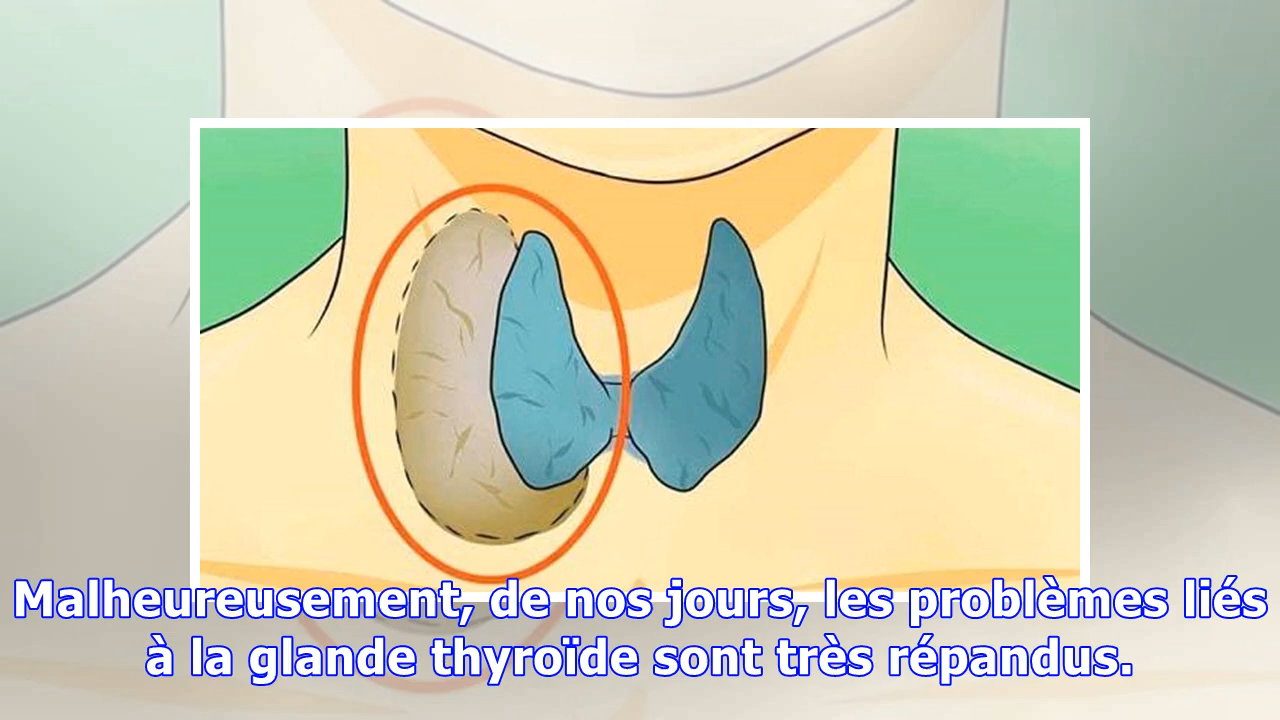 Malheureusement, de nos jours, les problèmes liés
à la glande thyroïde sont très répandus.